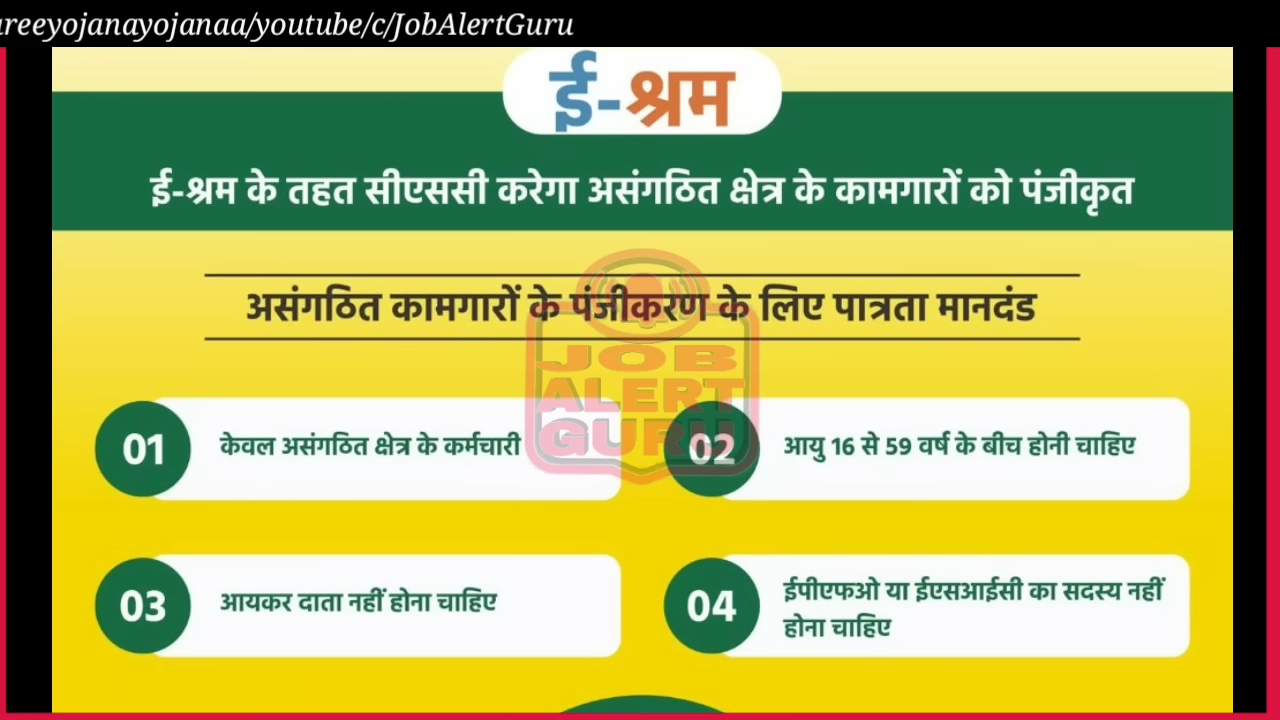 reeyojanayojanaa/youtube/c/JobAlertGuru
ई-श्रम
ई-श्रम के तहत सीएससी करेगा असंगठित क्षेत्र के कामगारों को पंजीकृत
असंगठित कामगारों के पंजीकरण के लिए पात्रता मानदंड
JOB
ALERT
GURU
01 केवल असंगठित क्षेत्र के कर्मचारी
02 आयु 16 से 59 वर्ष के बीच होनी चाहिए
03 आयकर दाता नहीं होना चाहिए
04 ईपीएफओ या ईएसआईसी का सदस्य नहीं
होना चाहिए